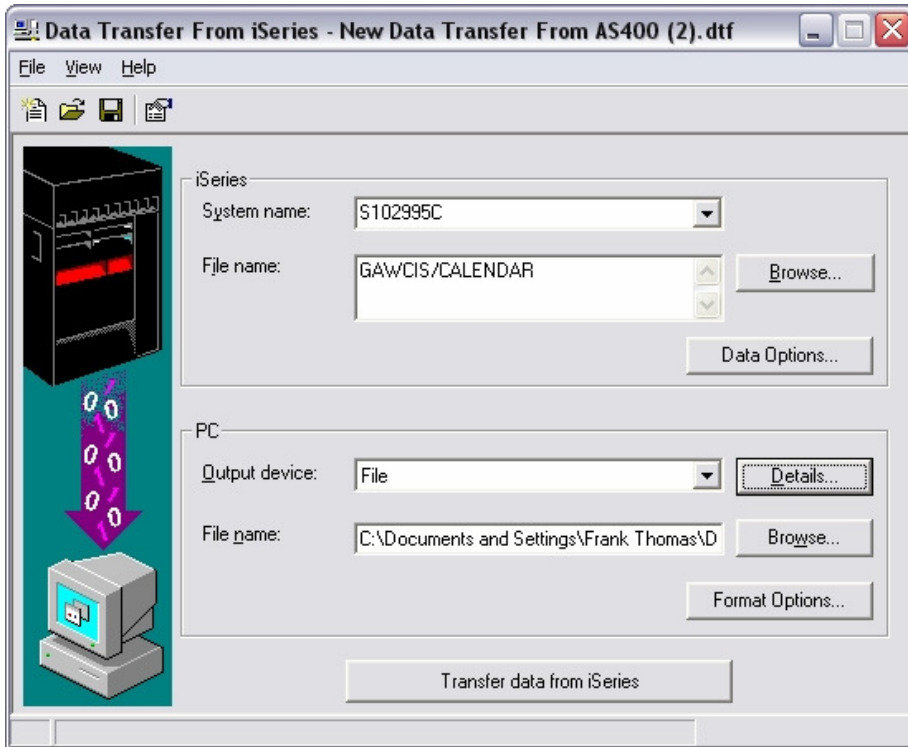 Data Transfer From iSeries - New Data Transfer From AS400 (2).dtf
File View Help
iSeries
System name: S102995C
File name: GAWCIS/CALENDAR Browse...
Data Options...
PC
Output device: File Details...
File name: C:\Documents and Settings\Frank Thomas\D Browse...
Format Options...
Transfer data from iSeries